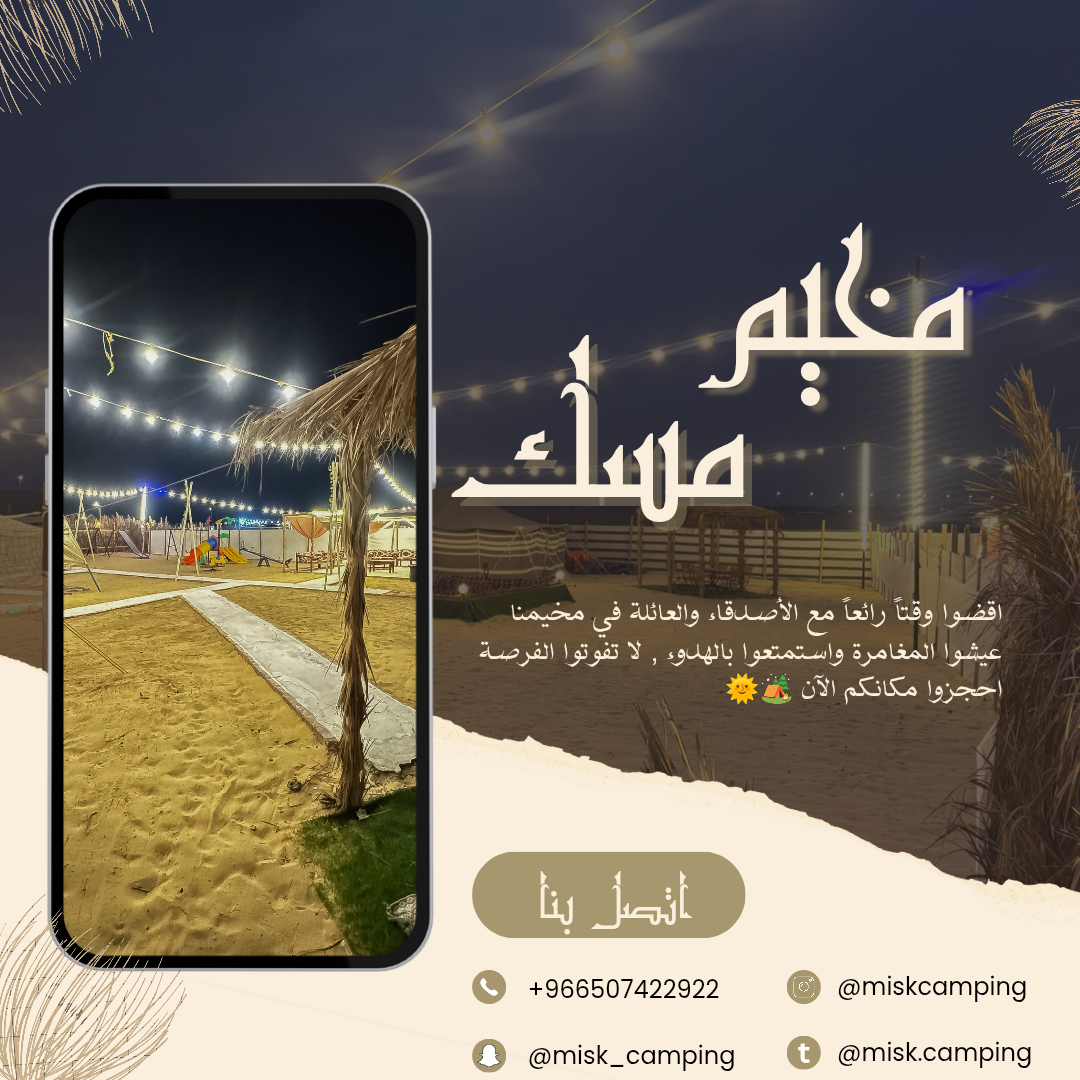 مخيم
مسك
اقضوا وقتاً رائعاً مع الأصدقاء والعائلة في مخيمنا
عيشوا المغامرة واستمتعوا بالهدوء , لا تفوتوا الفرصة
احجزوا مكانكم الآن 🏕️🌞
اتصل بنا
+966507422922
@miskcamping
@misk_camping
t
@misk.camping